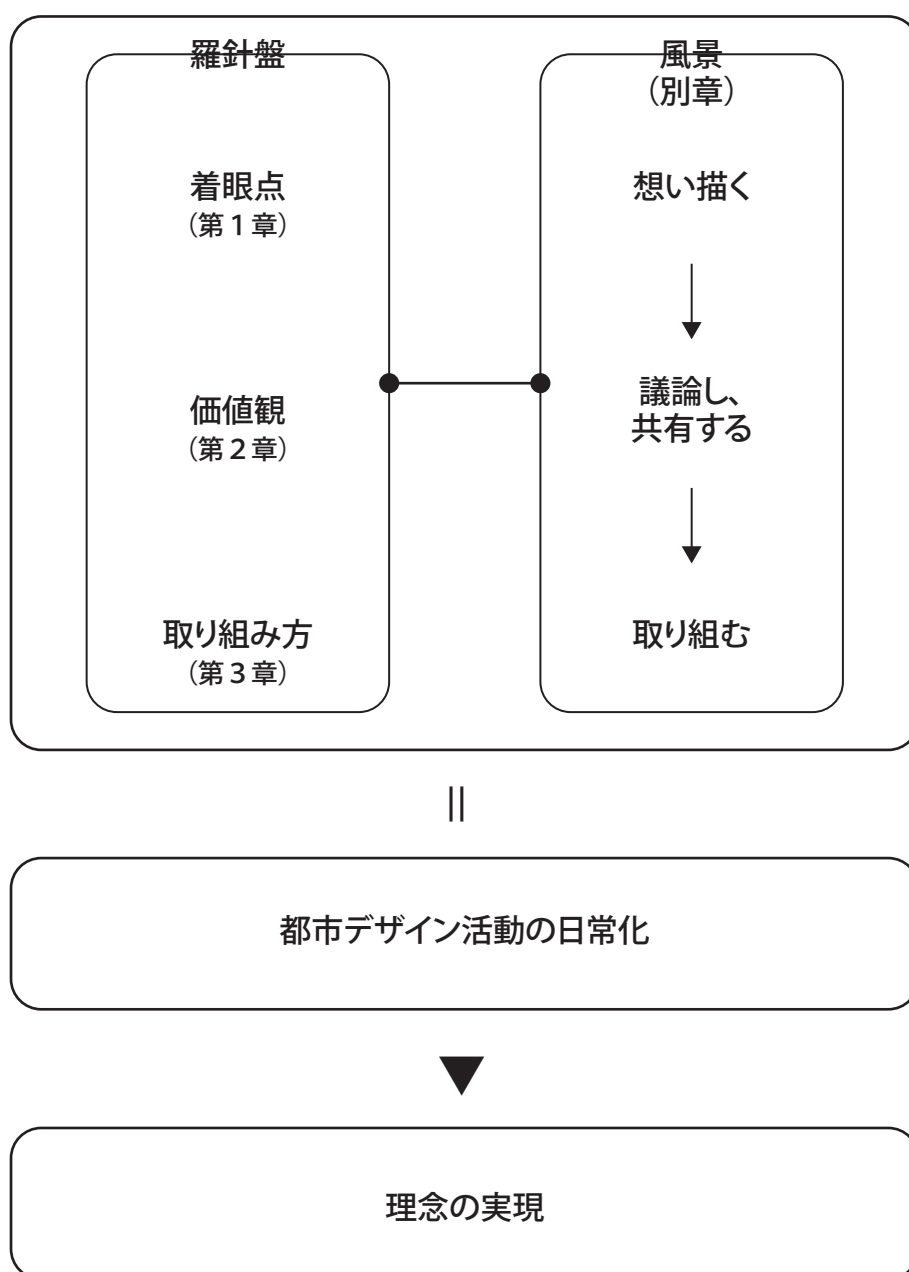 羅針盤
着眼点
（第１章）
価値観
（第２章）
取り組み方
（第３章）
風景
（別章）
想い描く
議論し、
共有する
取り組む
都市デザイン活動の日常化
理念の実現